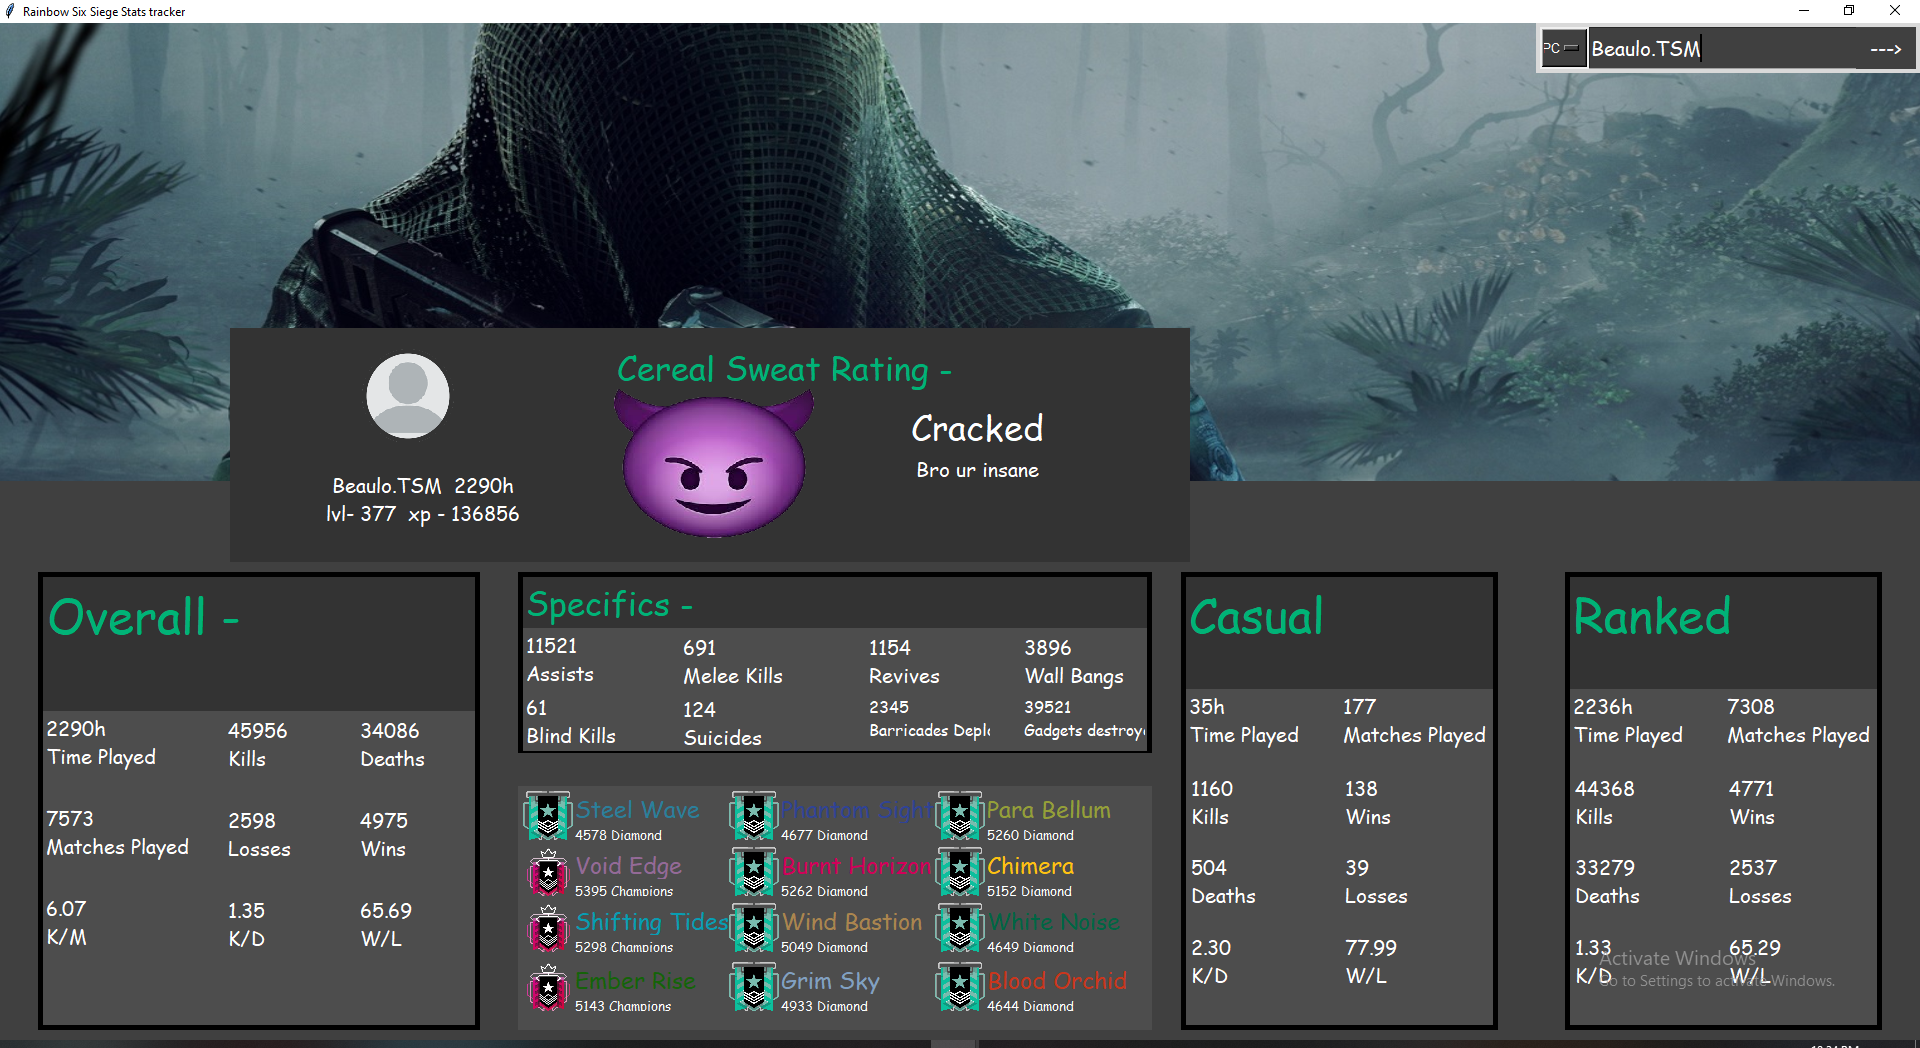 Rainbow Six Siege Stats tracker
PC
Beaulo.TSM
--->
Cereal Sweat Rating -
Cracked
Bro ur insane
Beaulo.TSM 2290h
lvl- 377 xp - 136856
Overall -
2290h
Time Played
45956
Kills
34086
Deaths
7573
Matches Played
2598
Losses
4975
Wins
6.07
K/M
1.35
K/D
65.69
W/L
Specifics -
11521
Assists
691
Melee Kills
1154
Revives
3896
Wall Bangs
61
Blind Kills
124
Suicides
2345
Barricades Depl
39521
Gadgets destroy
Steel Wave
4578 Diamond
Phantom Sight
4677 Diamond
Para Bellum
5260 Diamond
Void Edge
5395 Champions
Burnt Horizon
5262 Diamond
Chimera
5152 Diamond
Shifting Tides
5298 Champions
Wind Bastion
5049 Diamond
White Noise
4649 Diamond
Ember Rise
5143 Champions
Grim Sky
4933 Diamond
Blood Orchid
4644 Diamond
Casual
35h
Time Played
177
Matches Played
1160
Kills
138
Wins
504
Deaths
39
Losses
2.30
K/D
77.99
W/L
Ranked
2236h
Time Played
7308
Matches Played
44368
Kills
4771
Wins
33279
Deaths
2537
Losses
1.33
K/D
65.29
W/L
Activate Windows
Go to Settings to activate Windows.